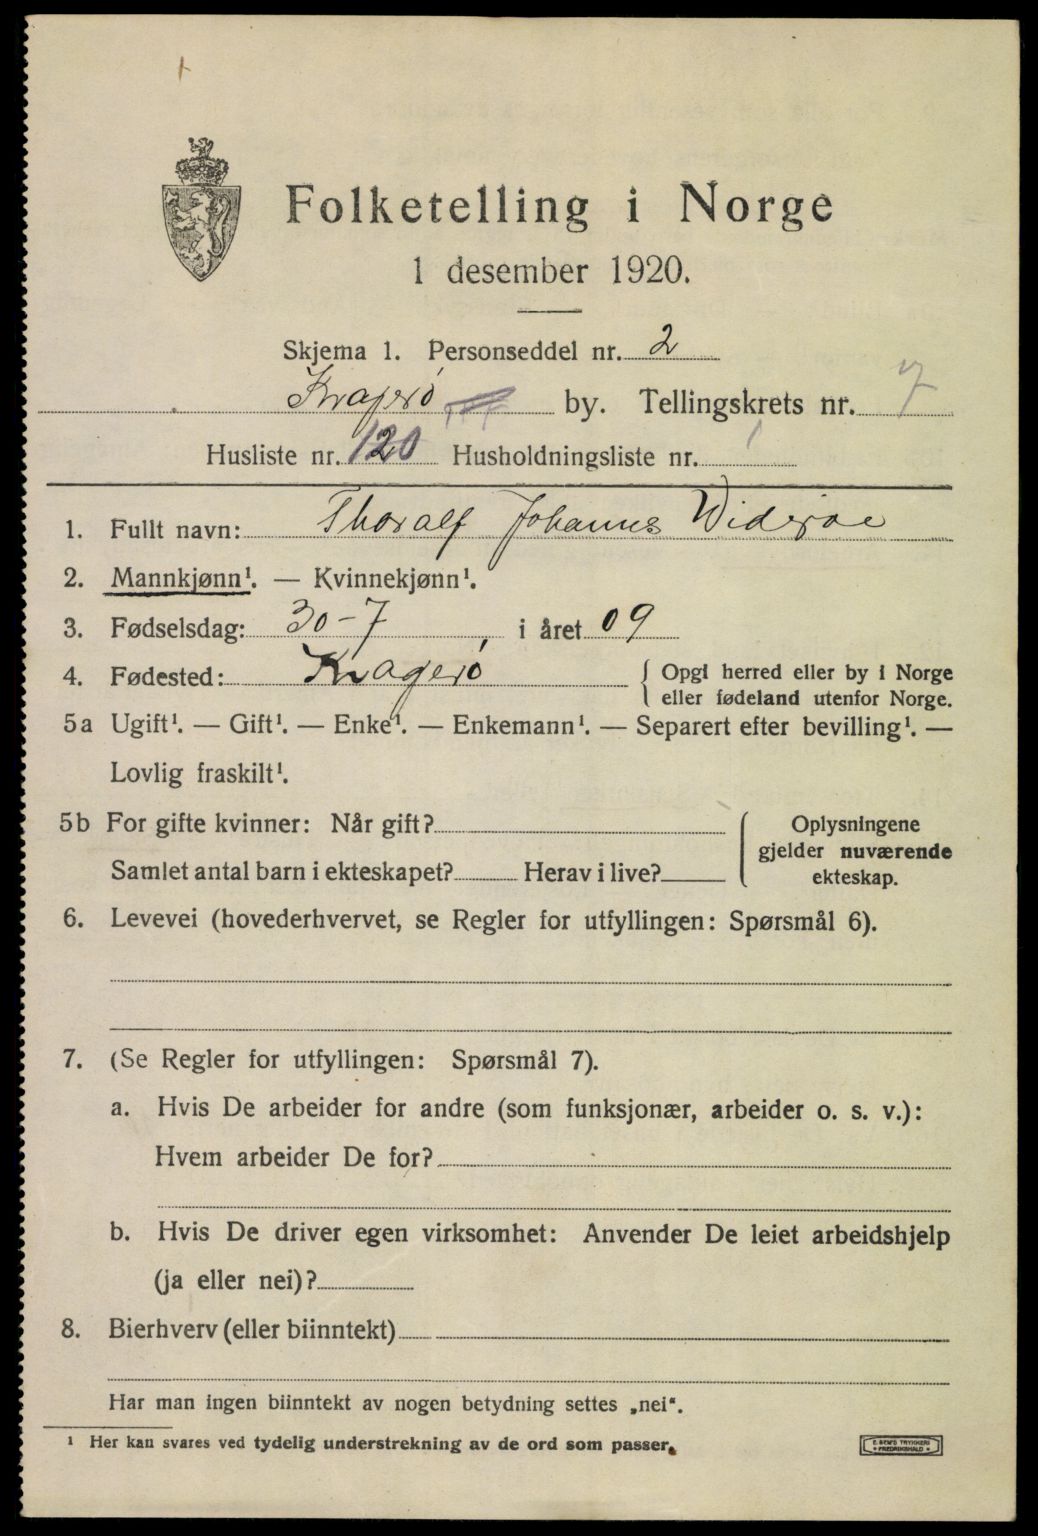 Folketelling i Norge
1 desember 1920.
Skjema 1. Personseddel nr. 2
Kragerø by. Tellingskrets nr. 7
Husliste nr. 120 Husholdningsliste nr. 1
1. Fullt navn: Thoralf Johannes Widerøe
2. Mannkjønn¹. — Kvinnekjønn¹.
3. Fødselsdag: 30-7, i året 09
4. Fødested: Kragerø { Opgi herred eller by i Norge
eller fødeland utenfor Norge.
5a Ugift¹. — Gift¹. — Enke¹. — Enkemann¹. — Separert efter bevilling¹. —
Lovlig fraskilt¹.
5b For gifte kvinner: Når gift? { Oplysningene
gjelder nuværende
Samlet antal barn i ekteskapet? Herav i live? ekteskap.
6. Levevei (hovederhvervet, se Regler for utfyllingen: Spørsmål 6).
7. (Se Regler for utfyllingen: Spørsmål 7).
a. Hvis De arbeider for andre (som funksjonær, arbeider o. s. v.):
Hvem arbeider De for?
b. Hvis De driver egen virksomhet: Anvender De leiet arbeidshjelp
(ja eller nei)?
8. Bierhverv (eller biinntekt)
Har man ingen biinntekt av nogen betydning settes „nei".
¹ Her kan svares ved tydelig understrekning av de ord som passer.
E. SEM'S TRYKKERI
FREDRIKSHALD